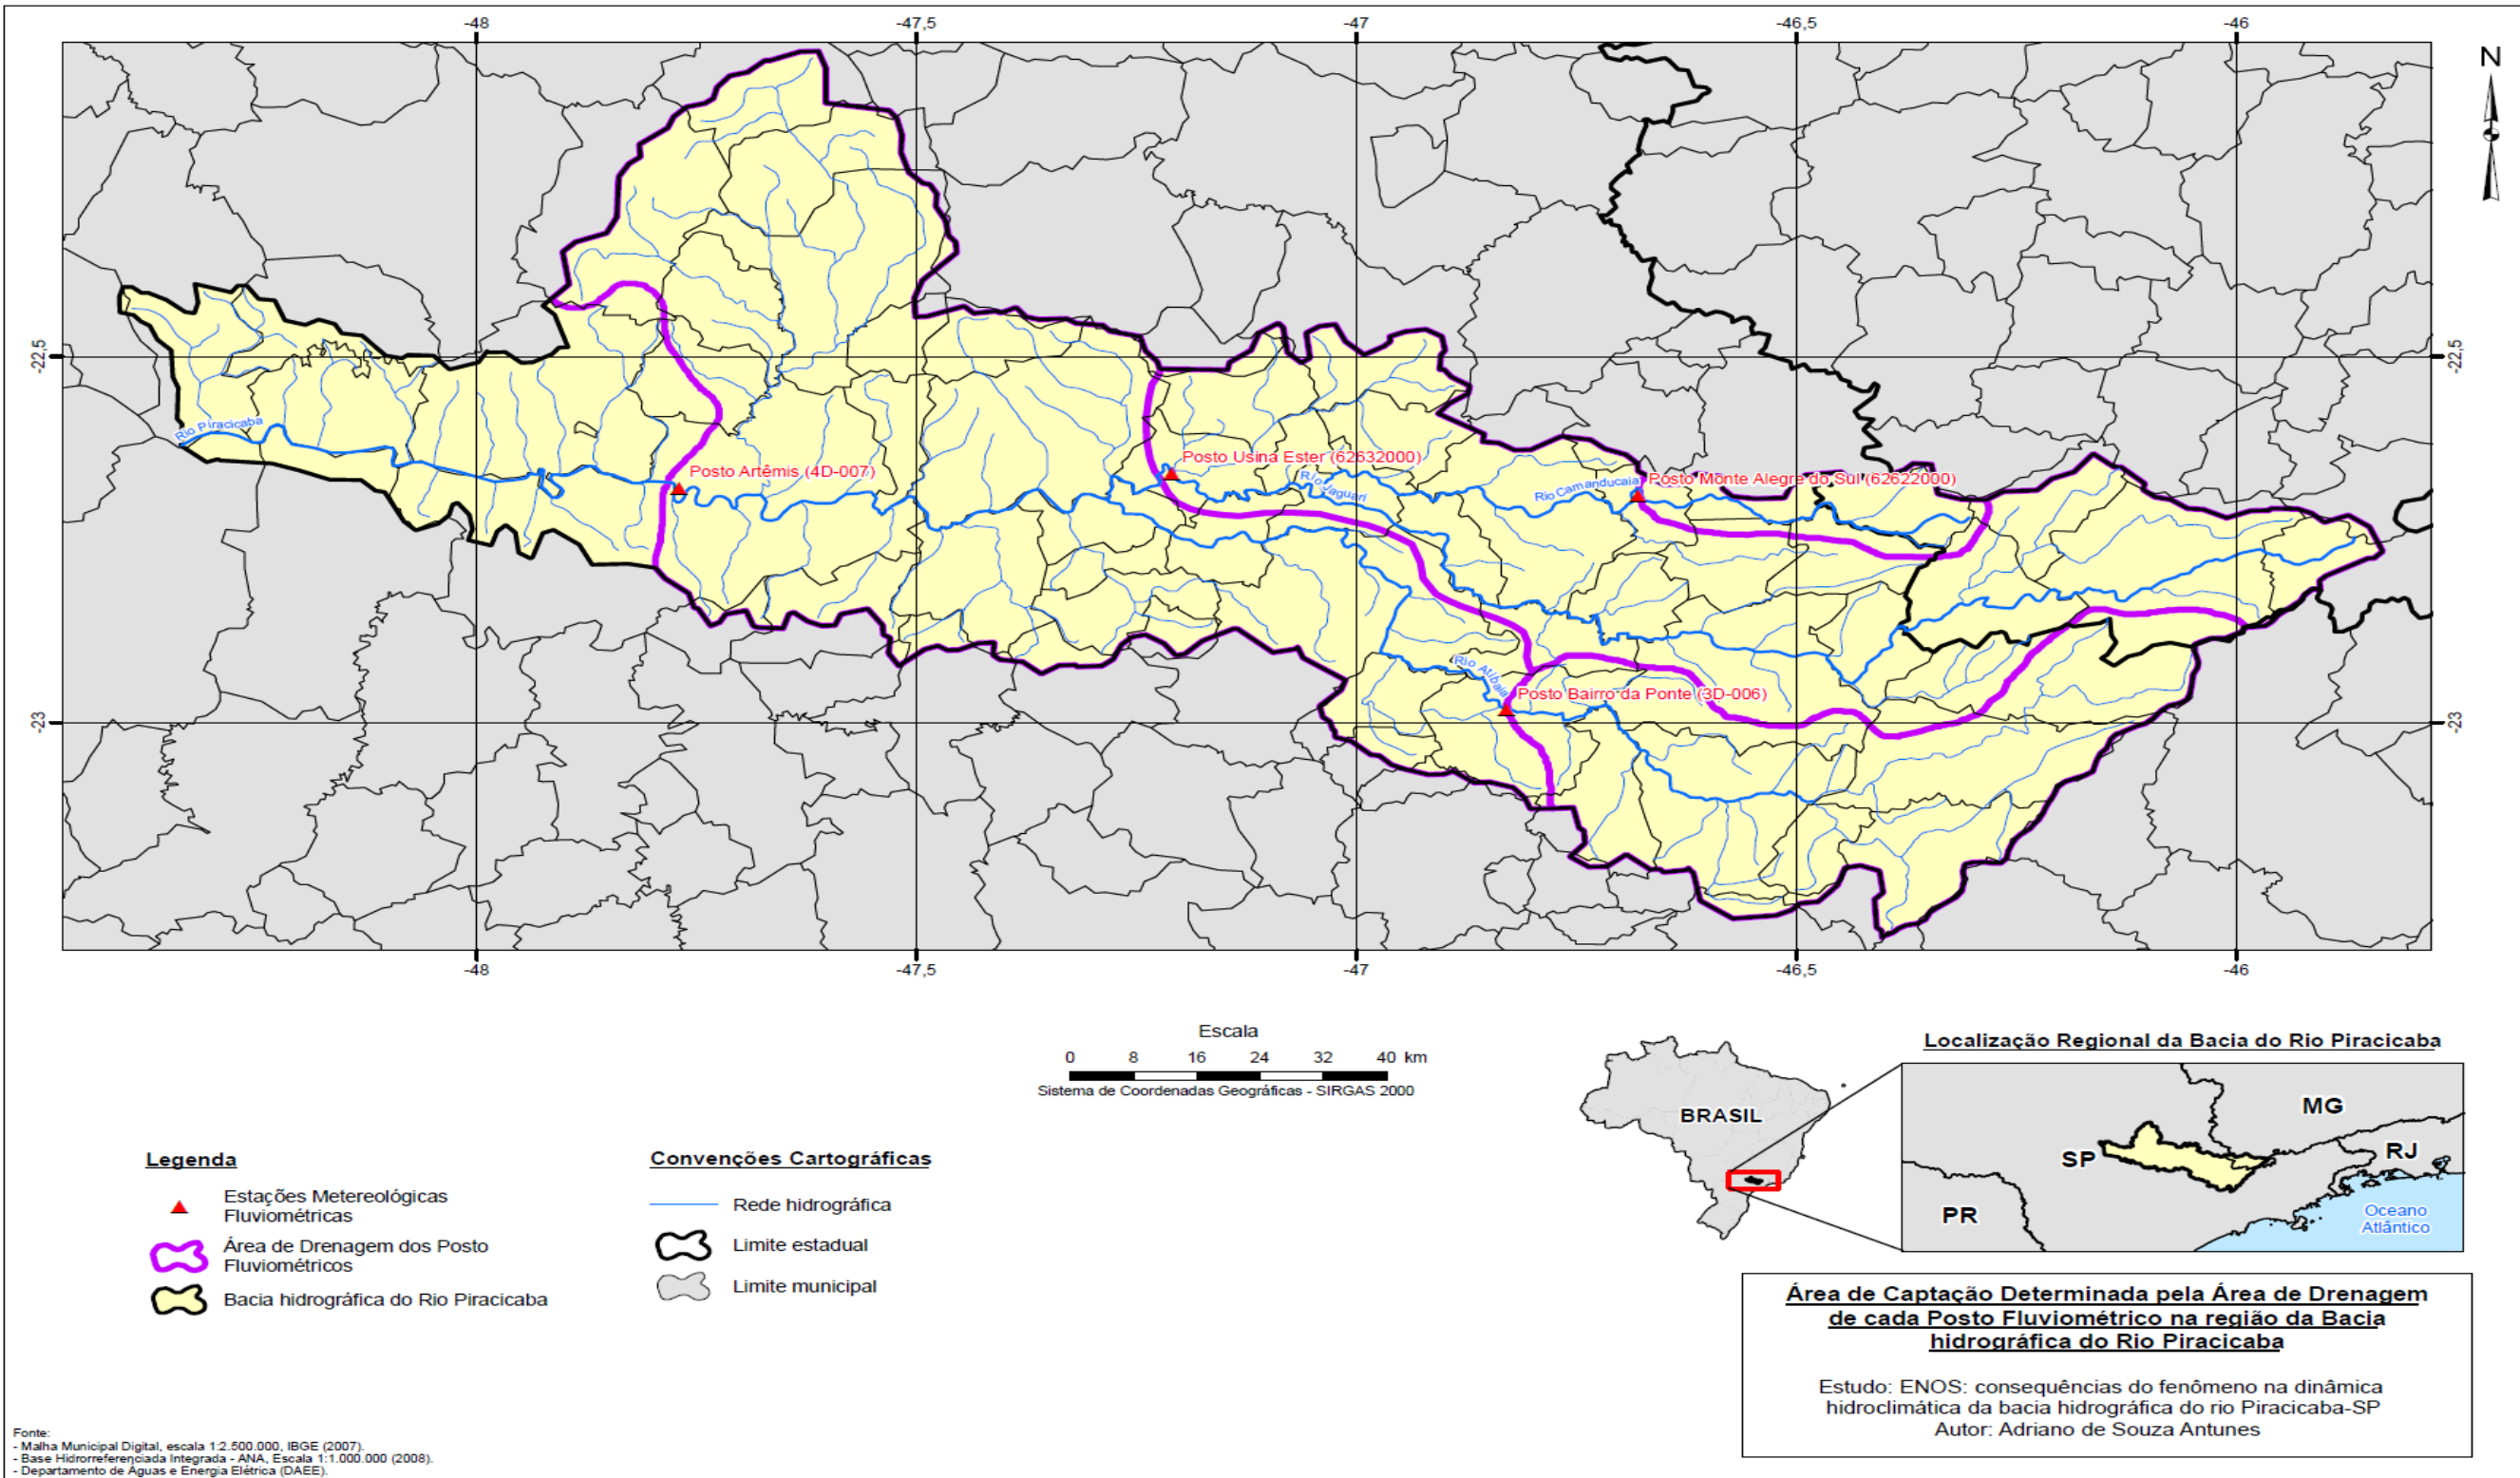 -48
-47,5
-47
-46,5
-46
N
-22,5
-22,5
Rio Piracicaba
Posto Artêmis (4D-007)
Posto Usina Ester (62632000)
Rio Jaguari
Rio Camanducaia
Posto Monte Alegre do Sul (62622000)
Rio Atibaia
Posto Bairro da Ponte (3D-006)
-23
-23
-48
-47,5
-47
-46,5
-46
Escala
0 8 16 24 32 40 km
Sistema de Coordenadas Geográficas - SIRGAS 2000
Localização Regional da Bacia do Rio Piracicaba
BRASIL
MG
SP
RJ
PR
Oceano
Atlântico
Legenda
Estações Metereológicas
Fluviométricas
Área de Drenagem dos Posto
Fluviométricos
Bacia hidrográfica do Rio Piracicaba
Convenções Cartográficas
Rede hidrográfica
Limite estadual
Limite municipal
Área de Captação Determinada pela Área de Drenagem
de cada Posto Fluviométrico na região da Bacia
hidrográfica do Rio Piracicaba
Estudo: ENOS: consequências do fenômeno na dinâmica
hidroclimática da bacia hidrográfica do rio Piracicaba-SP
Autor: Adriano de Souza Antunes
Fonte:
- Malha Municipal Digital, escala 1:2.500.000, IBGE (2007).
- Base Hidrorreferenciada Integrada - ANA, Escala 1:1.000.000 (2008).
- Departamento de Águas e Energia Elétrica (DAEE).